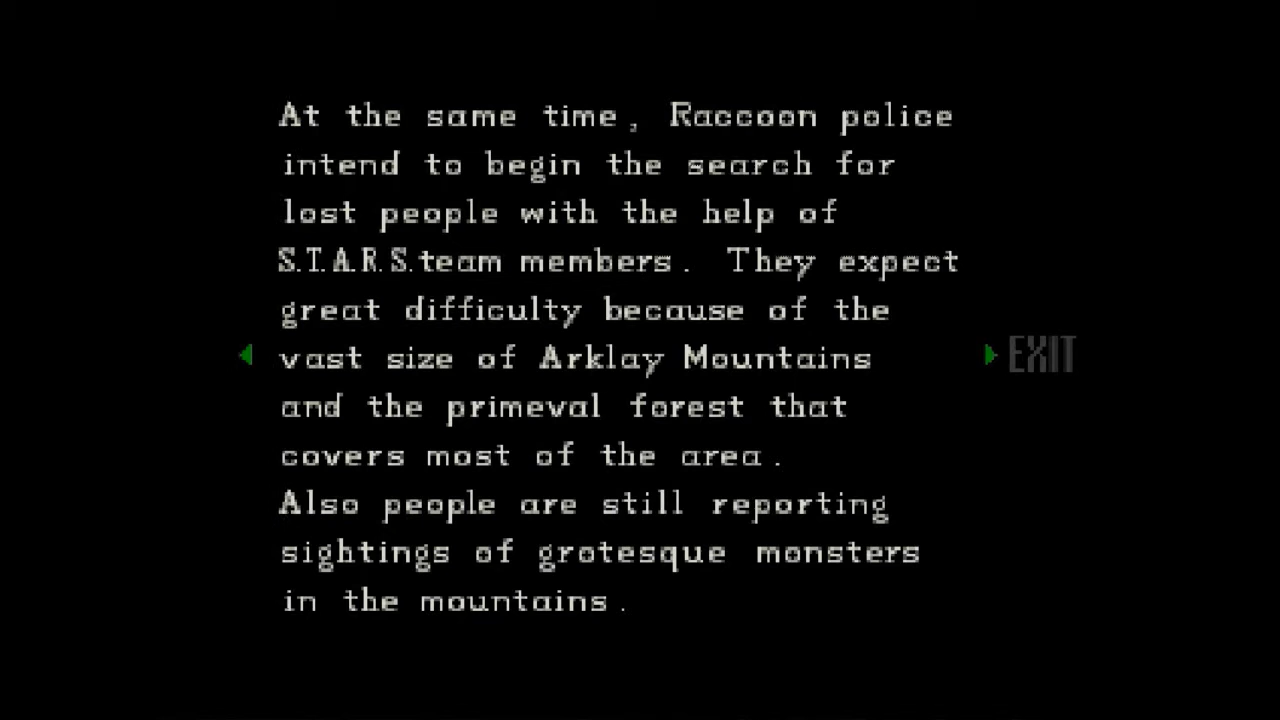 At the same time, Raccoon police
intend to begin the search for
lost people with the help of
S.T.A.R.S.team members. They expect
great difficulty because of the
vast size of Arklay Mountains
and the primeval forest that
covers most of the area.
Also people are still reporting
sightings of grotesque monsters
in the mountains.
EXIT